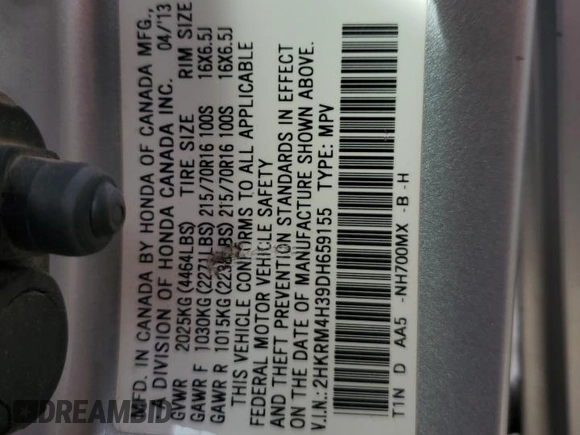 MFD. IN CANADA BY HONDA OF CANADA MFG.,
A DIVISION OF HONDA CANADA INC. 04/'13
GVWR 2025KG(4464LBS) TIRE SIZE RIM SIZE
GAWR F 1030KG(2271LBS) 215/70R16 100S 16X6.5J
GAWR R 1015KG(2238LBS) 215/70R16 100S 16X6.5J
THIS VEHICLE CONFORMS TO ALL APPLICABLE
FEDERAL MOTOR VEHICLE SAFETY
AND THEFT PREVENTION STANDARDS IN EFFECT
ON THE DATE OF MANUFACTURE SHOWN ABOVE.
V.I.N.: 2HKRM4H39DH659155 TYPE: MPV
TIN D AA5 -NH700MX -B -H
DREAMBID